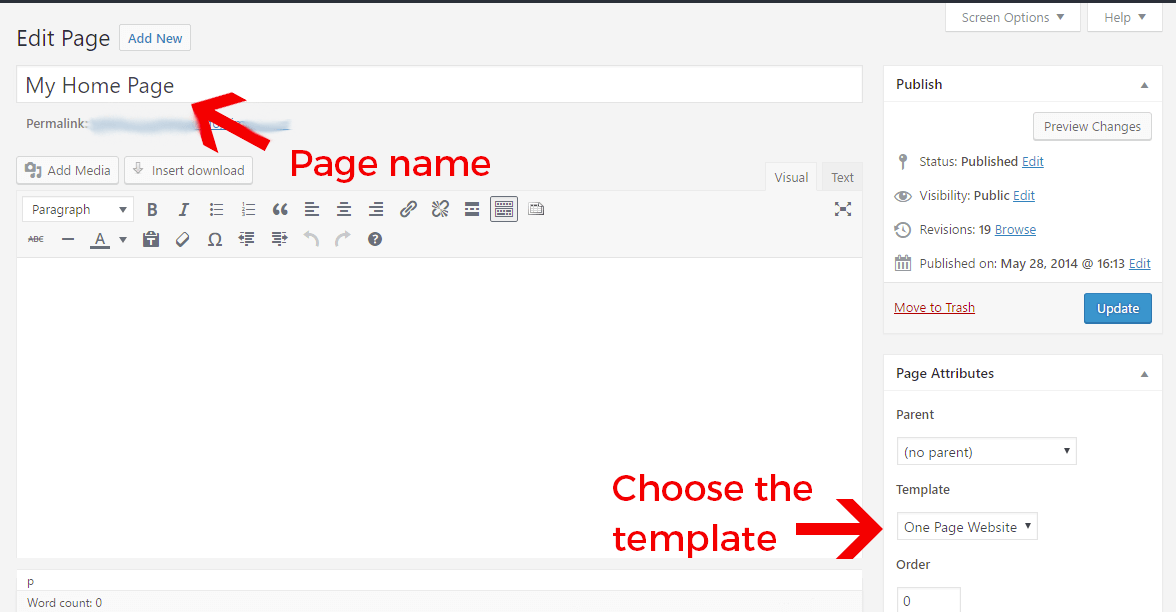 Screen Options
Help
Edit Page
Add New
My Home Page
Permalink:
Page name
Add Media
Insert download
Visual
Text
Paragraph
B
I
ABC
A
Ω
p
Word count: 0
Publish
Preview Changes
Status: Published Edit
Visibility: Public Edit
Revisions: 19 Browse
Published on: May 28, 2014 @ 16:13 Edit
Move to Trash
Update
Page Attributes
Parent
(no parent)
Choose the
template
Template
One Page Website
Order
0